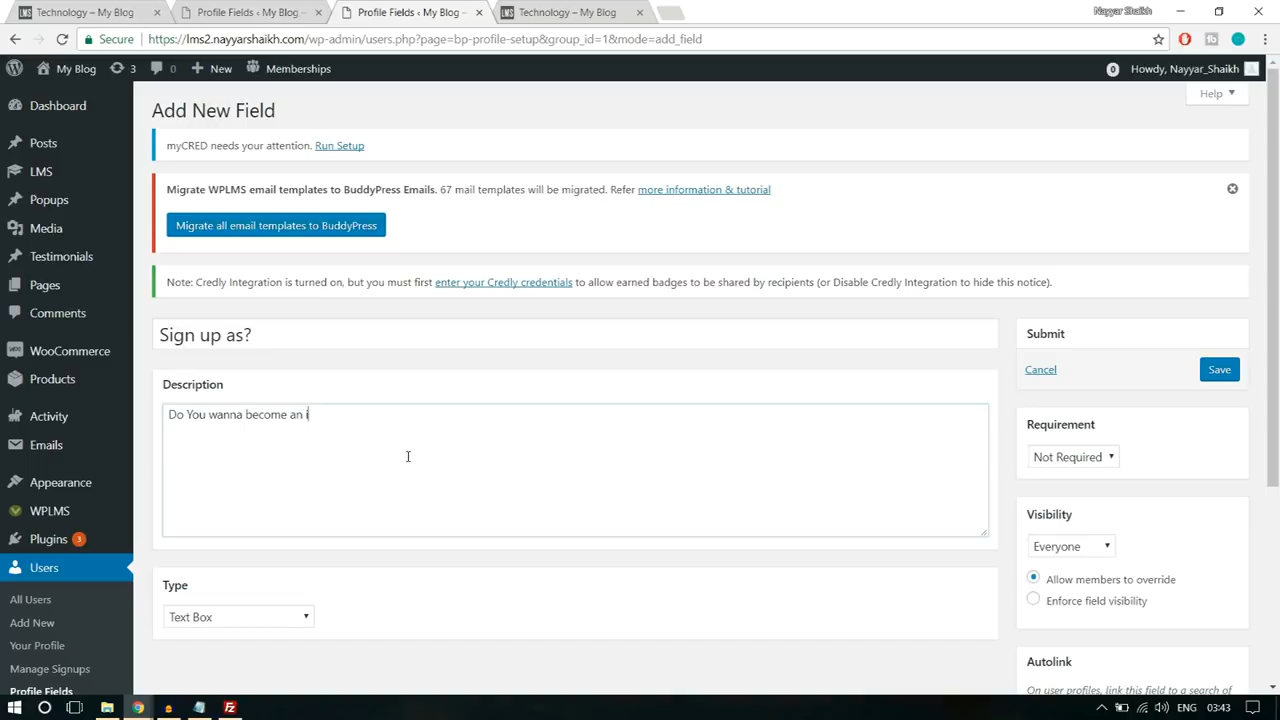 Technology – My Blog
Profile Fields ‹ My Blog –
Profile Fields ‹ My Blog –
Technology – My Blog
Nayyar Shaikh
Secure
https://lms2.nayyarshaikh.com/wp-admin/users.php?page=bp-profile-setup&group_id=1&mode=add_field
My Blog
3
0
New
Memberships
0
Howdy, Nayyar_Shaikh
Dashboard
Posts
LMS
Popups
Media
Testimonials
Pages
Comments
WooCommerce
Products
Activity
Emails
Appearance
WPLMS
Plugins 3
Users
All Users
Add New
Your Profile
Manage Signups
Profile Fields
Help
Add New Field
myCRED needs your attention. Run Setup
Migrate WPLMS email templates to BuddyPress Emails. 67 mail templates will be migrated. Refer more information & tutorial
Migrate all email templates to BuddyPress
Note: Credly Integration is turned on, but you must first enter your Credly credentials to allow earned badges to be shared by recipients (or Disable Credly Integration to hide this notice).
Sign up as?
Description
Do You wanna become an i
Type
Text Box
Submit
Cancel
Save
Requirement
Not Required
Visibility
Everyone
Allow members to override
Enforce field visibility
Autolink
On user profiles, link this field to a search of
ENG
03:43